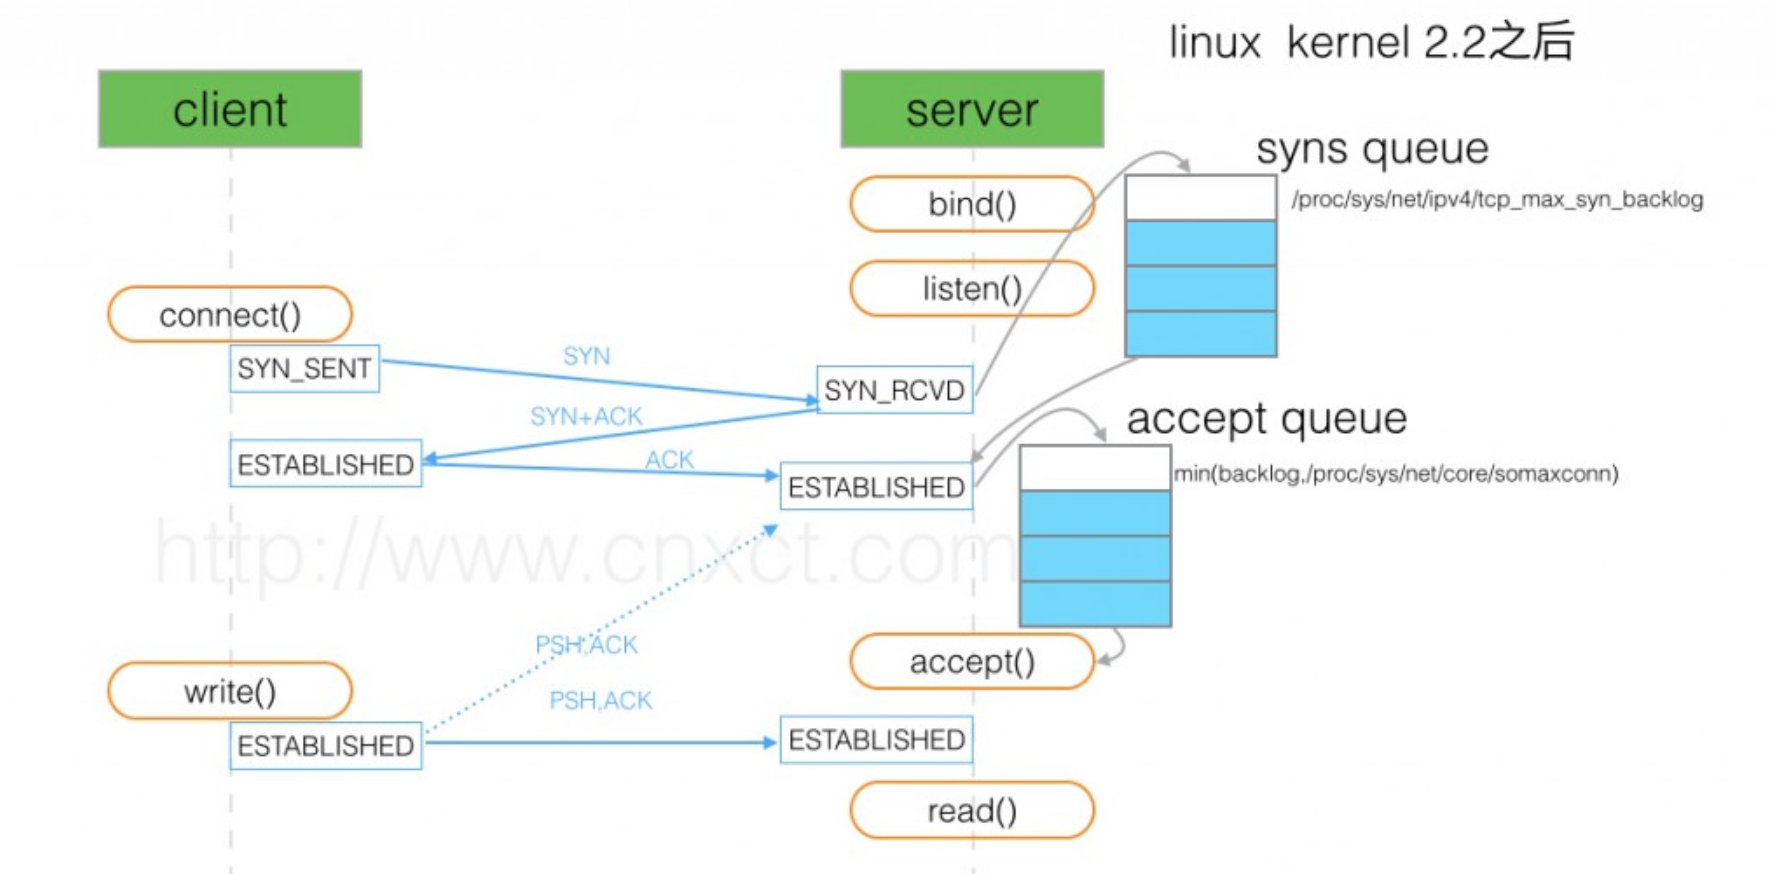 linux kernel 2.2之后
client
server
syns queue
/proc/sys/net/ipv4/tcp_max_syn_backlog
bind()
listen()
connect()
SYN_SENT
SYN
SYN_RCVD
SYN+ACK
accept queue
min(backlog,/proc/sys/net/core/somaxconn)
ESTABLISHED
ACK
ESTABLISHED
http://www.cnxct.com
PSH,ACK
accept()
write()
PSH,ACK
ESTABLISHED
ESTABLISHED
read()